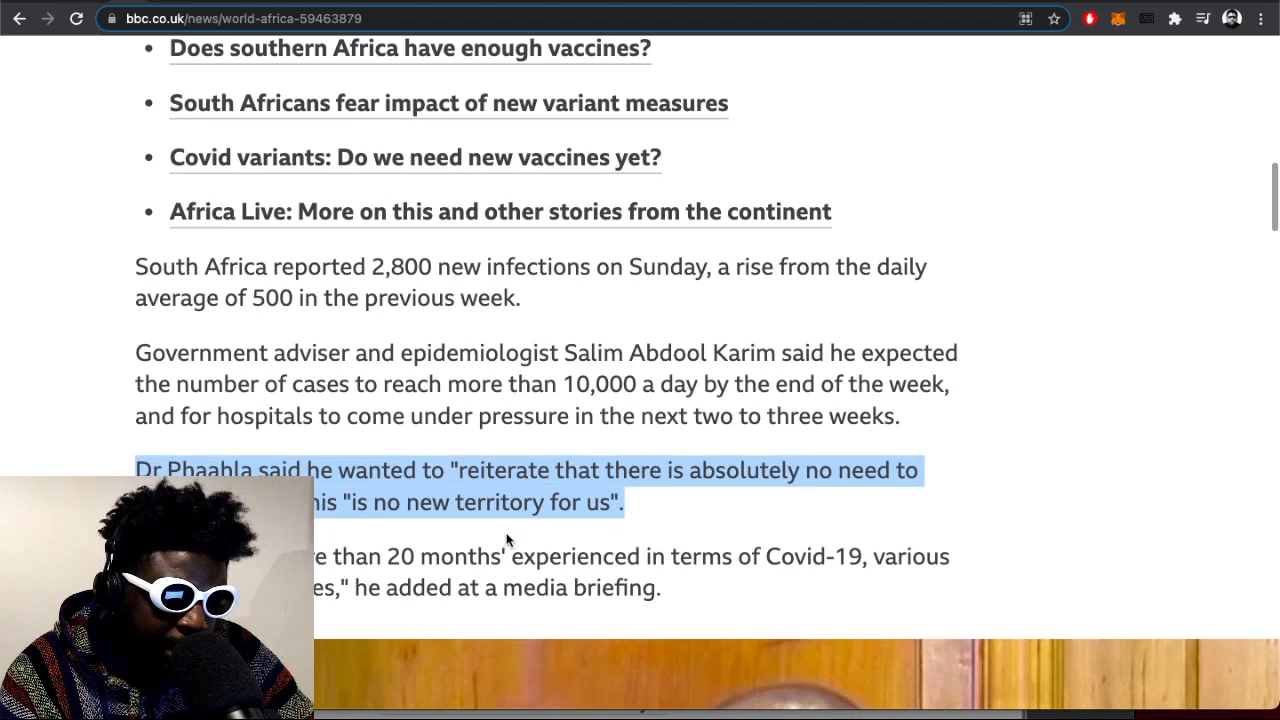 bbc.co.uk/news/world-africa-59463879
Does southern Africa have enough vaccines?
South Africans fear impact of new variant measures
Covid variants: Do we need new vaccines yet?
Africa Live: More on this and other stories from the continent
South Africa reported 2,800 new infections on Sunday, a rise from the daily
average of 500 in the previous week.
Government adviser and epidemiologist Salim Abdool Karim said he expected
the number of cases to reach more than 10,000 a day by the end of the week,
and for hospitals to come under pressure in the next two to three weeks.
Dr Phaahla said he wanted to "reiterate that there is absolutely no need to
"is no new territory for us".
than 20 months' experienced in terms of Covid-19, various
he added at a media briefing.